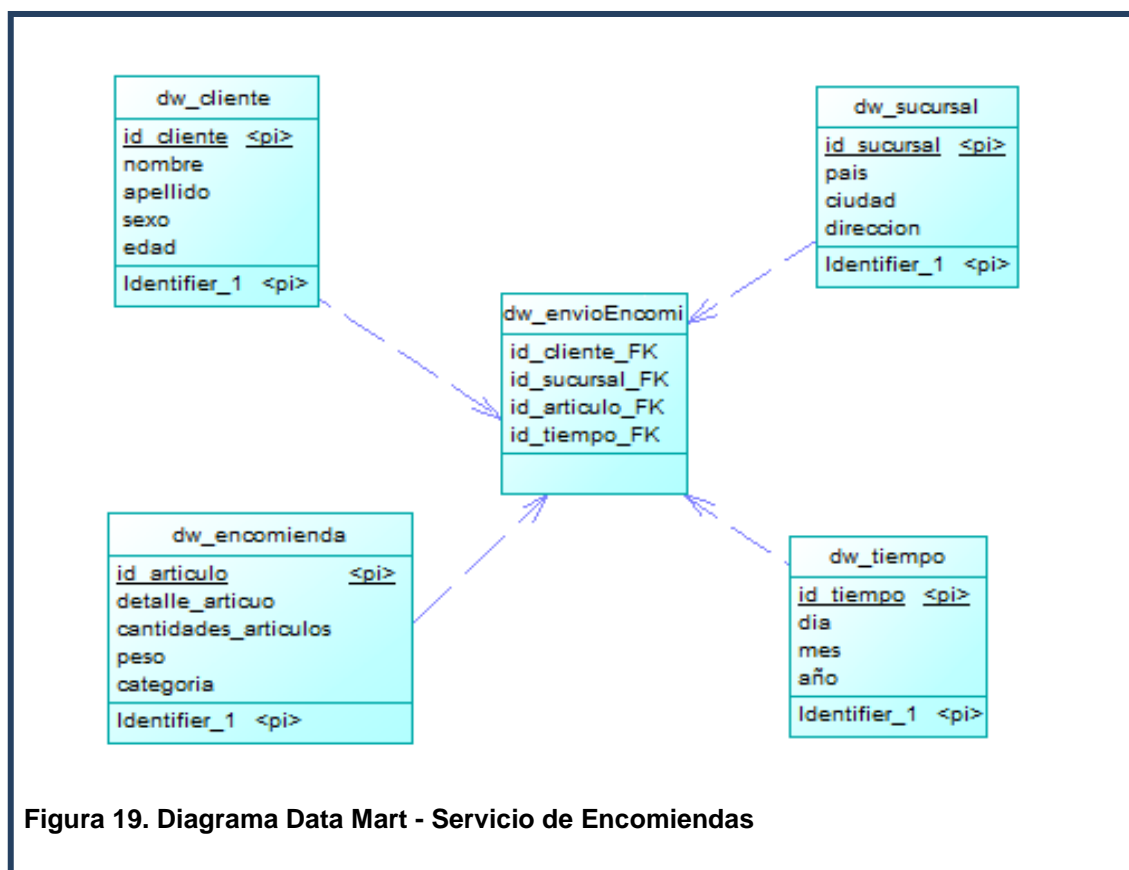 dw_cliente
id_cliente <pi>
nombre
apellido
sexo
edad
Identifier_1 <pi>
dw_sucursal
id_sucursal <pi>
pais
ciudad
direccion
Identifier_1 <pi>
dw_envioEncomi
id_cliente_FK
id_sucursal_FK
id_articulo_FK
id_tiempo_FK
dw_encomienda
id_articulo <pi>
detalle_articuo
cantidades_articulos
peso
categoria
Identifier_1 <pi>
dw_tiempo
id_tiempo <pi>
dia
mes
año
Identifier_1 <pi>
Figura 19. Diagrama Data Mart - Servicio de Encomiendas